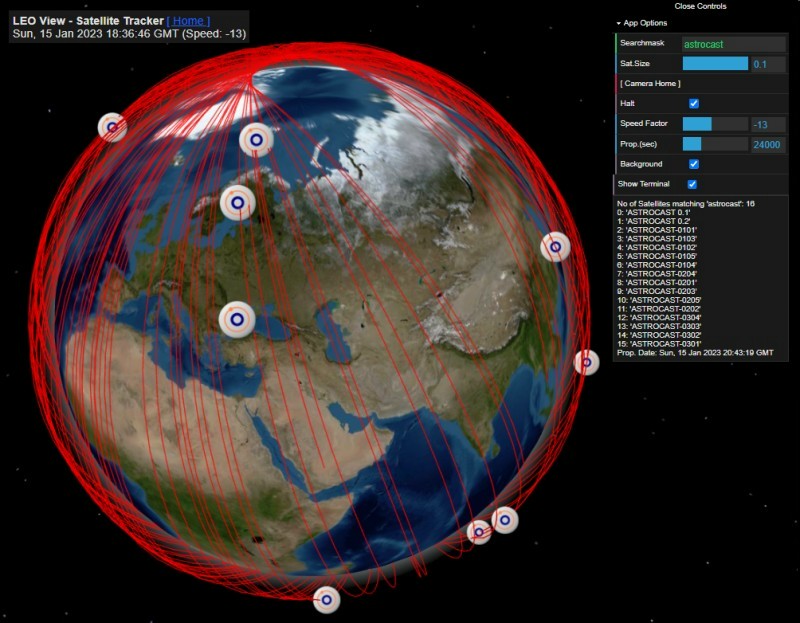 LEO View - Satellite Tracker [ Home ]
Sun, 15 Jan 2023 18:36:46 GMT (Speed: -13)
Close Controls
App Options
Searchmask astrocast
Sat.Size 0.1
[ Camera Home ]
Halt
Speed Factor -13
Prop.(sec) 24000
Background
Show Terminal
No of Satellites matching 'astrocast': 16
0: 'ASTROCAST 0.1'
1: 'ASTROCAST 0.2'
2: 'ASTROCAST-0101'
3: 'ASTROCAST-0103'
4: 'ASTROCAST-0102'
5: 'ASTROCAST-0105'
6: 'ASTROCAST-0104'
7: 'ASTROCAST-0204'
8: 'ASTROCAST-0201'
9: 'ASTROCAST-0203'
10: 'ASTROCAST-0205'
11: 'ASTROCAST-0202'
12: 'ASTROCAST-0304'
13: 'ASTROCAST-0303'
14: 'ASTROCAST-0302'
15: 'ASTROCAST-0301'
Prop. Date: Sun, 15 Jan 2023 20:43:19 GMT